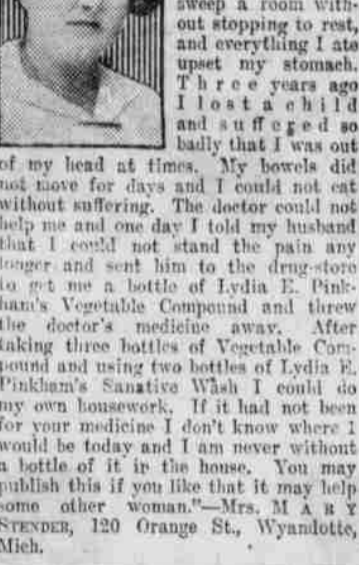 sweep a room with-
out stopping to rest,
and everything I ate
upset my stomach.
Three years ago
I lost a child
and suffered so
badly that I was out
of my head at times. My bowels did
not move for days and I could not eat
without suffering. The doctor could not
help me and one day I told my husband
that I could not stand the pain any
longer and sent him to the drug-store
to get me a bottle of Lydia E. Pink-
ham's Vegetable Compound and threw
the doctor's medicine away. After
taking three bottles of Vegetable Com-
pound and using two bottles of Lydia E.
Pinkham's Sanative Wash I could do
my own housework. If it had not been
for your medicine I don't know where I
would be today and I am never without
a bottle of it in the house. You may
publish this if you like that it may help
some other woman."—Mrs. MARY
STENDER, 120 Orange St., Wyandotte,
Mich.